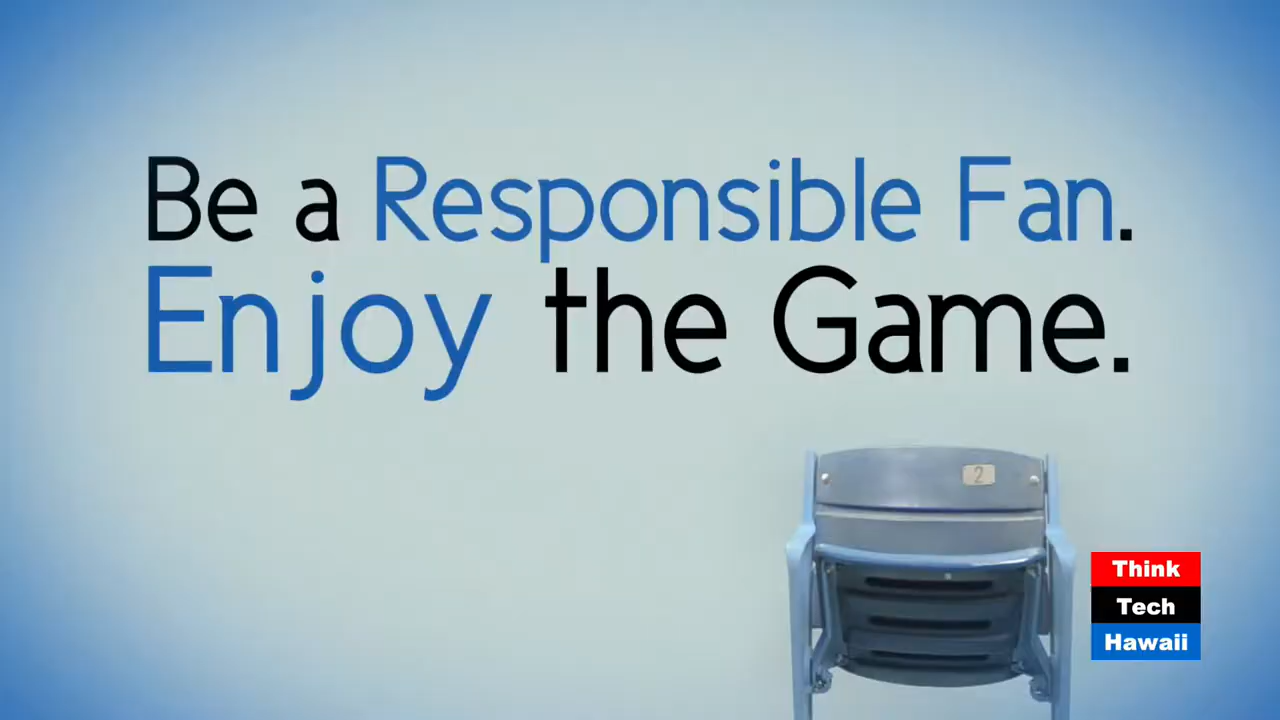 Be a Responsible Fan.
Enjoy the Game.
2
Think
Tech
Hawaii